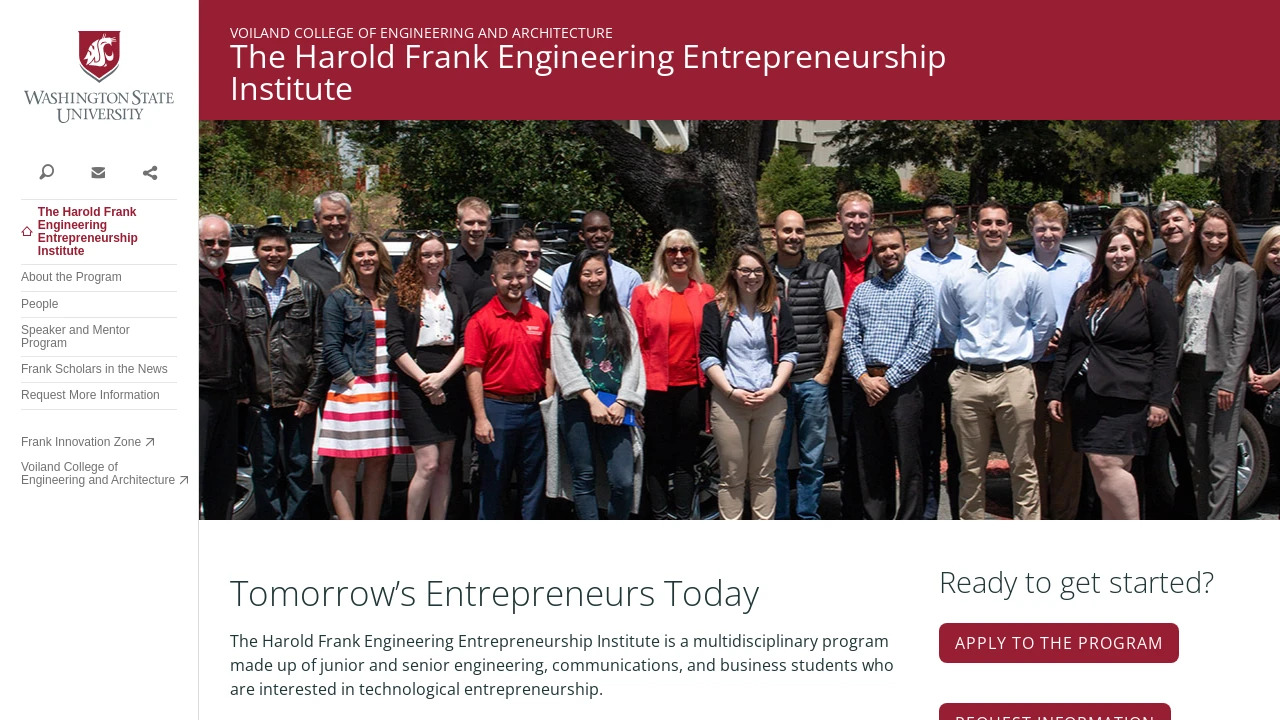 WASHINGTON STATE
UNIVERSITY
The Harold Frank
Engineering
Entrepreneurship
Institute
About the Program
People
Speaker and Mentor
Program
Frank Scholars in the News
Request More Information
Frank Innovation Zone
Voiland College of
Engineering and Architecture
VOILAND COLLEGE OF ENGINEERING AND ARCHITECTURE
The Harold Frank Engineering Entrepreneurship
Institute
Tomorrow’s Entrepreneurs Today
The Harold Frank Engineering Entrepreneurship Institute is a multidisciplinary program
made up of junior and senior engineering, communications, and business students who
are interested in technological entrepreneurship.
Ready to get started?
APPLY TO THE PROGRAM
REQUEST INFORMATION